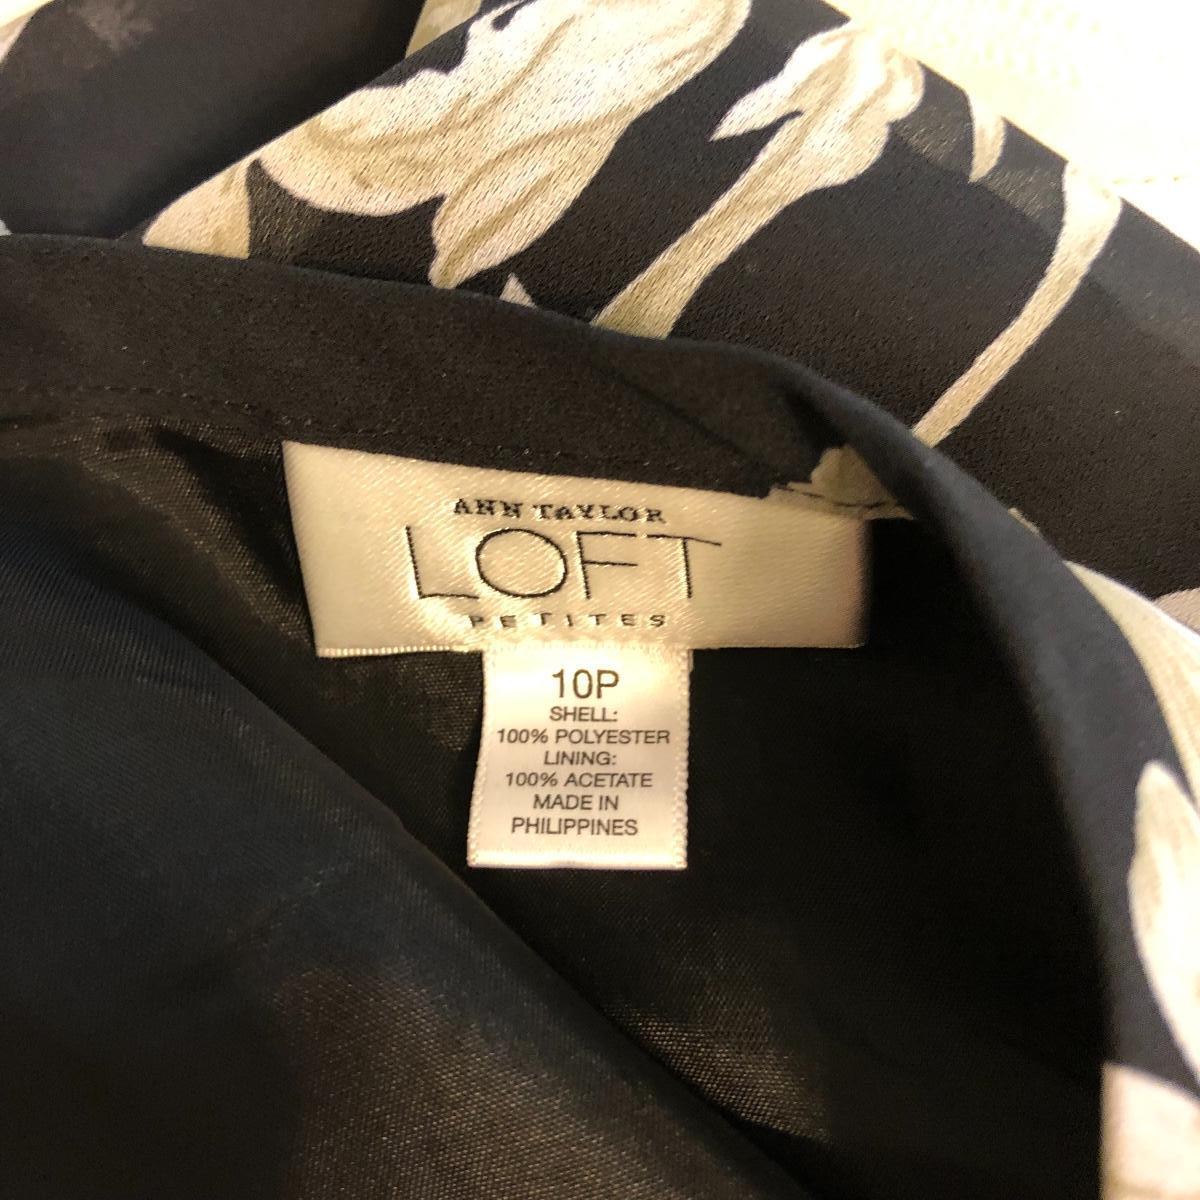 ANN TAYLOR
LOFT
PETITES
10P
SHELL:
100% POLYESTER
LINING:
100% ACETATE
MADE IN
PHILIPPINES